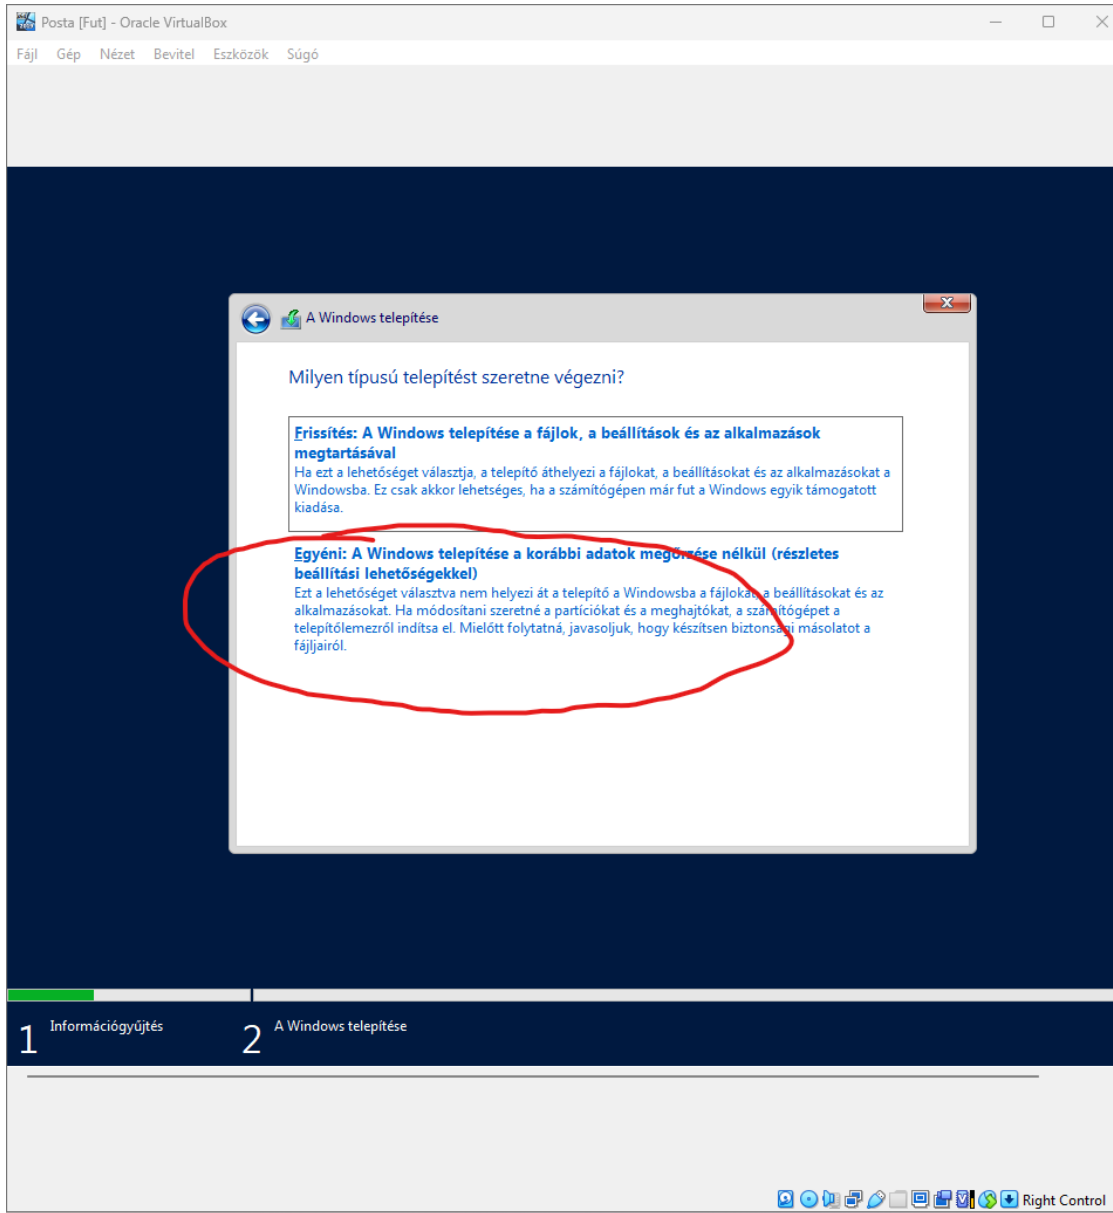 Posta [Fut] - Oracle VirtualBox
Fájl Gép Nézet Bevitel Eszközök Súgó
A Windows telepítése
Milyen típusú telepítést szeretne végezni?
Erissítés: A Windows telepítése a fájlok, a beállítások és az alkalmazások
megtartásával
Ha ezt a lehetőséget választja, a telepítő áthelyezi a fájlokat, a beállításokat és az alkalmazásokat a
Windowsba. Ez csak akkor lehetséges, ha a számítógépen már fut a Windows egyik támogatott
kiadása.
Egyéni: A Windows telepítése a korábbi adatok megőrzése nélkül (részletes
beállítási lehetőségekkel)
Ezt a lehetőséget választva nem helyezi át a telepítő a Windowsba a fájlokat, a beállításokat és az
alkalmazásokat. Ha módosítani szeretné a partíciókat és a meghajtókat, a számítógépet a
telepítőlemezről indítsa el. Mielőtt folytatná, javasoljuk, hogy készítsen biztonsági másolatot a
fájljairól.
1 Információgyűjtés 2 A Windows telepítése
Right Control